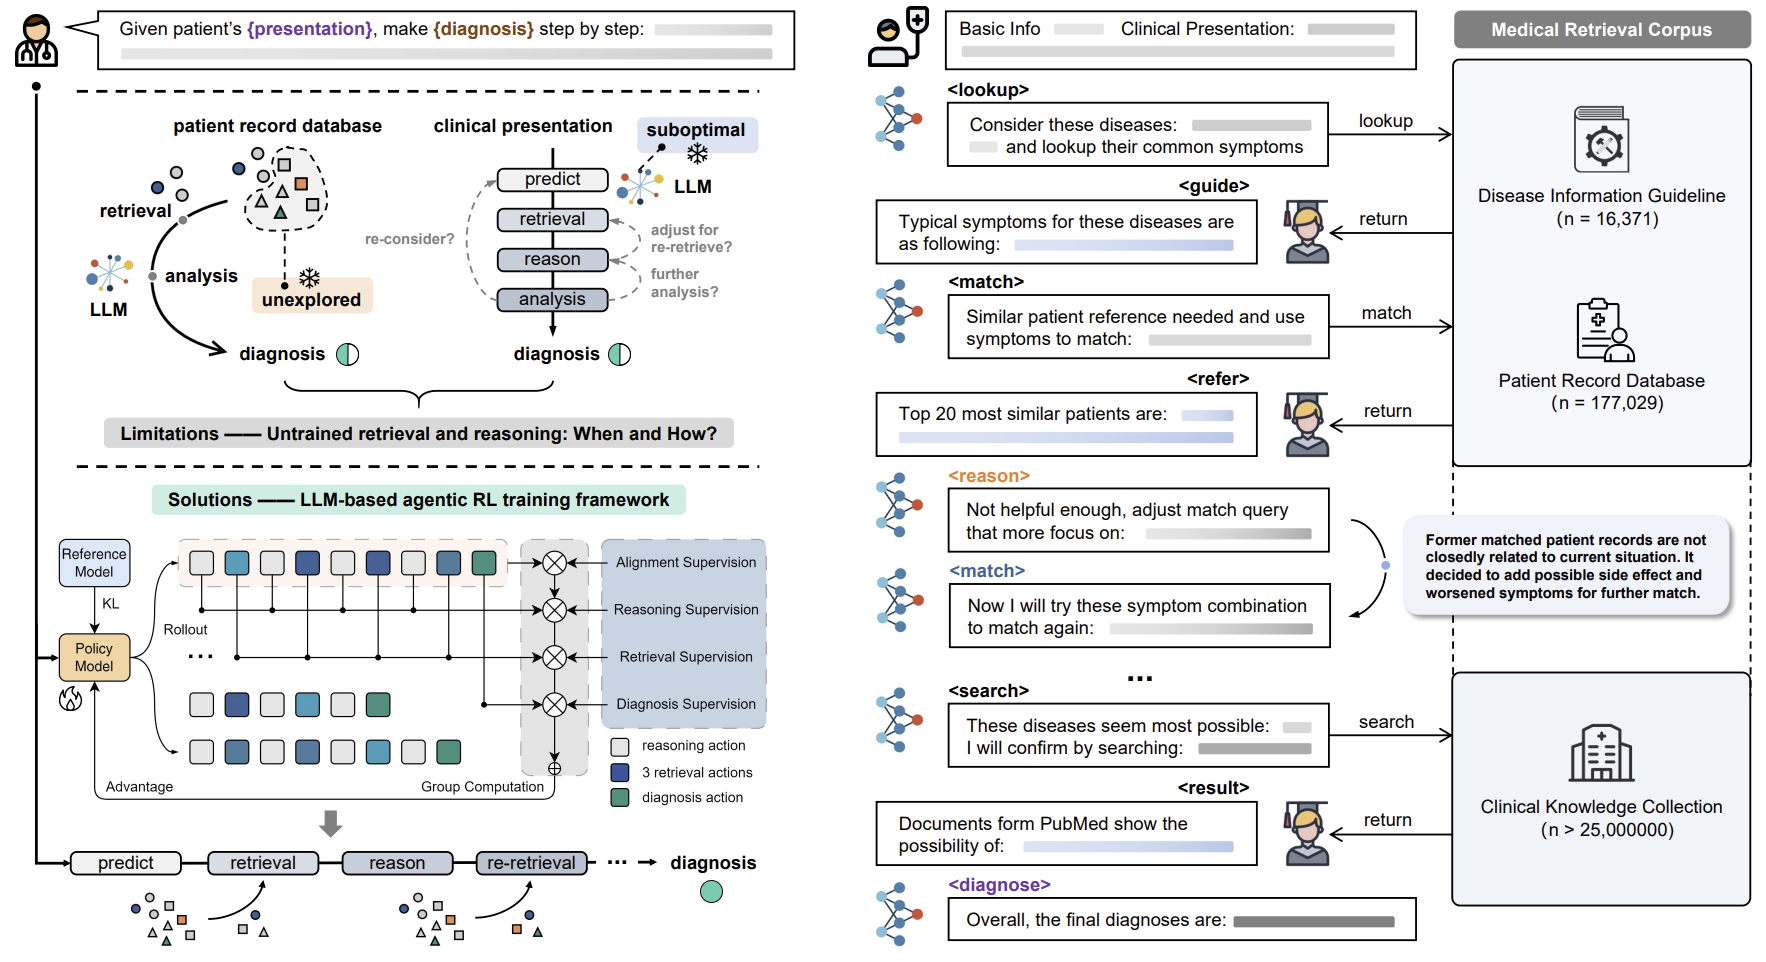 Given patient's {presentation}, make {diagnosis} step by step:
patient record database
clinical presentation
suboptimal
LLM
predict
retrieval
reason
analysis
re-consider?
adjust for
re-retrieve?
further
analysis?
retrieval
analysis
LLM
unexplored
diagnosis
diagnosis
Limitations —— Untrained retrieval and reasoning: When and How?
Solutions —— LLM-based agentic RL training framework
Reference
Model
KL
Policy
Model
Rollout
...
Alignment Supervision
Reasoning Supervision
Retrieval Supervision
Diagnosis Supervision
reasoning action
3 retrieval actions
diagnosis action
Advantage
Group Computation
predict
retrieval
reason
re-retrieval
...
diagnosis
Basic Info
Clinical Presentation:
Medical Retrieval Corpus
<lookup>
Consider these diseases:
and lookup their common symptoms
lookup
<guide>
Typical symptoms for these diseases are
as following:
return
Disease Information Guideline
(n = 16,371)
<match>
Similar patient reference needed and use
symptoms to match:
match
Patient Record Database
(n = 177,029)
<refer>
Top 20 most similar patients are:
return
<reason>
Not helpful enough, adjust match query
that more focus on:
Former matched patient records are not
closedly related to current situation. It
decided to add possible side effect and
worsened symptoms for further match.
<match>
Now I will try these symptom combination
to match again:
...
<search>
These diseases seem most possible:
I will confirm by searching:
search
<result>
Documents form PubMed show the
possibility of:
return
Clinical Knowledge Collection
(n > 25,000000)
<diagnose>
Overall, the final diagnoses are: